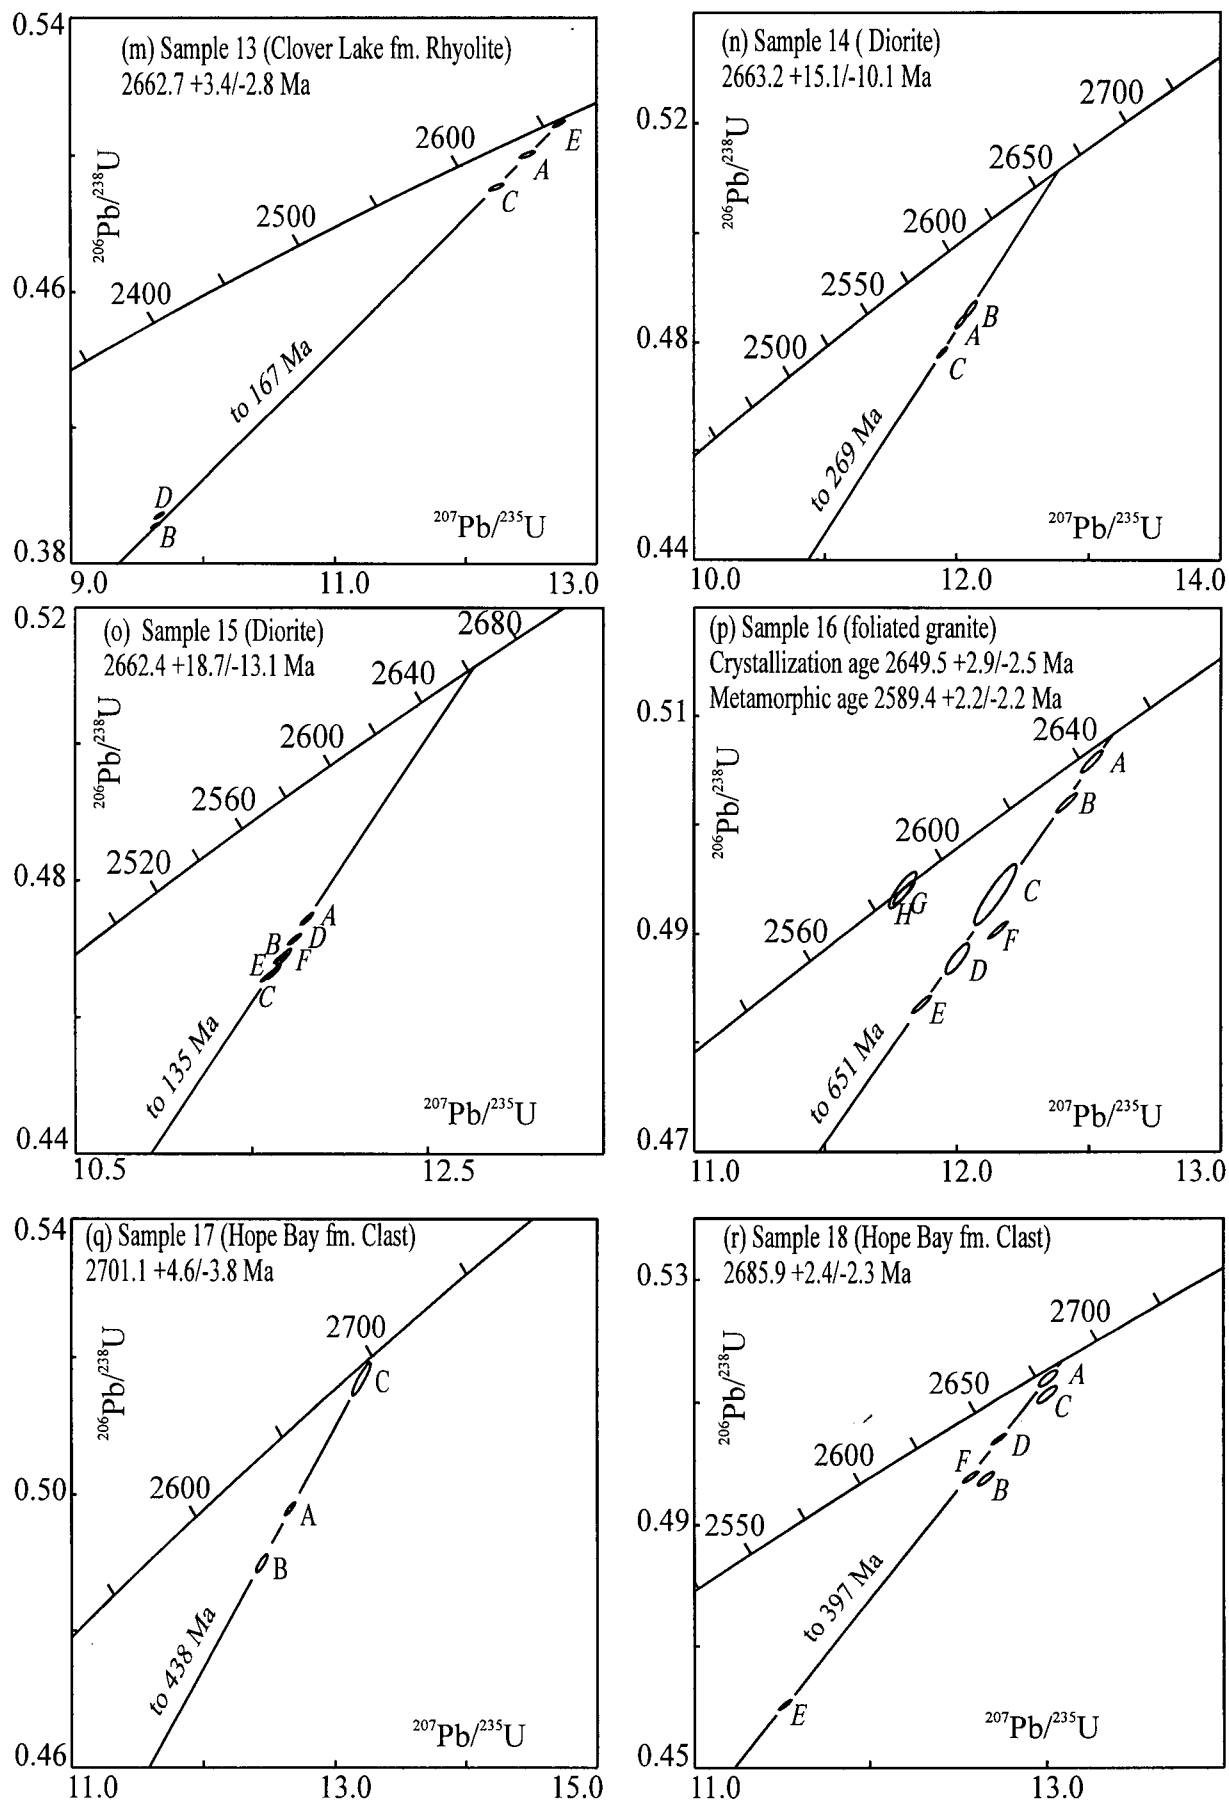 0.54
(m) Sample 13 (Clover Lake fm. Rhyolite)
2662.7 +3.4/-2.8 Ma
206Pb/238U
2600
E
A
C
2500
2400
0.46
to 167 Ma
D
B
207Pb/235U
0.38
9.0 11.0 13.0
(n) Sample 14 ( Diorite)
2663.2 +15.1/-10.1 Ma
2700
0.52
206Pb/238U
2650
2600
2550
B
A
C
0.48
2500
to 269 Ma
207Pb/235U
0.44
10.0 12.0 14.0
0.52
(o) Sample 15 (Diorite)
2662.4 +18.7/-13.1 Ma
2680
2640
206Pb/238U
2600
2560
2520
0.48
A
D
B
F
E
C
to 135 Ma
207Pb/235U
0.44
10.5 12.5
(p) Sample 16 (foliated granite)
Crystallization age 2649.5 +2.9/-2.5 Ma
Metamorphic age 2589.4 +2.2/-2.2 Ma
0.51
2640
A
206Pb/238U
B
2600
C
G
H
F
0.49
2560
D
E
to 651 Ma
207Pb/235U
0.47
11.0 12.0 13.0
0.54
(q) Sample 17 (Hope Bay fm. Clast)
2701.1 +4.6/-3.8 Ma
2700
206Pb/238U
C
2600
0.50
A
B
to 438 Ma
207Pb/235U
0.46
11.0 13.0 15.0
(r) Sample 18 (Hope Bay fm. Clast)
2685.9 +2.4/-2.3 Ma
0.53
2700
206Pb/238U
A
2650
C
D
2600
F
B
0.49
2550
to 397 Ma
E
207Pb/235U
0.45
11.0 13.0